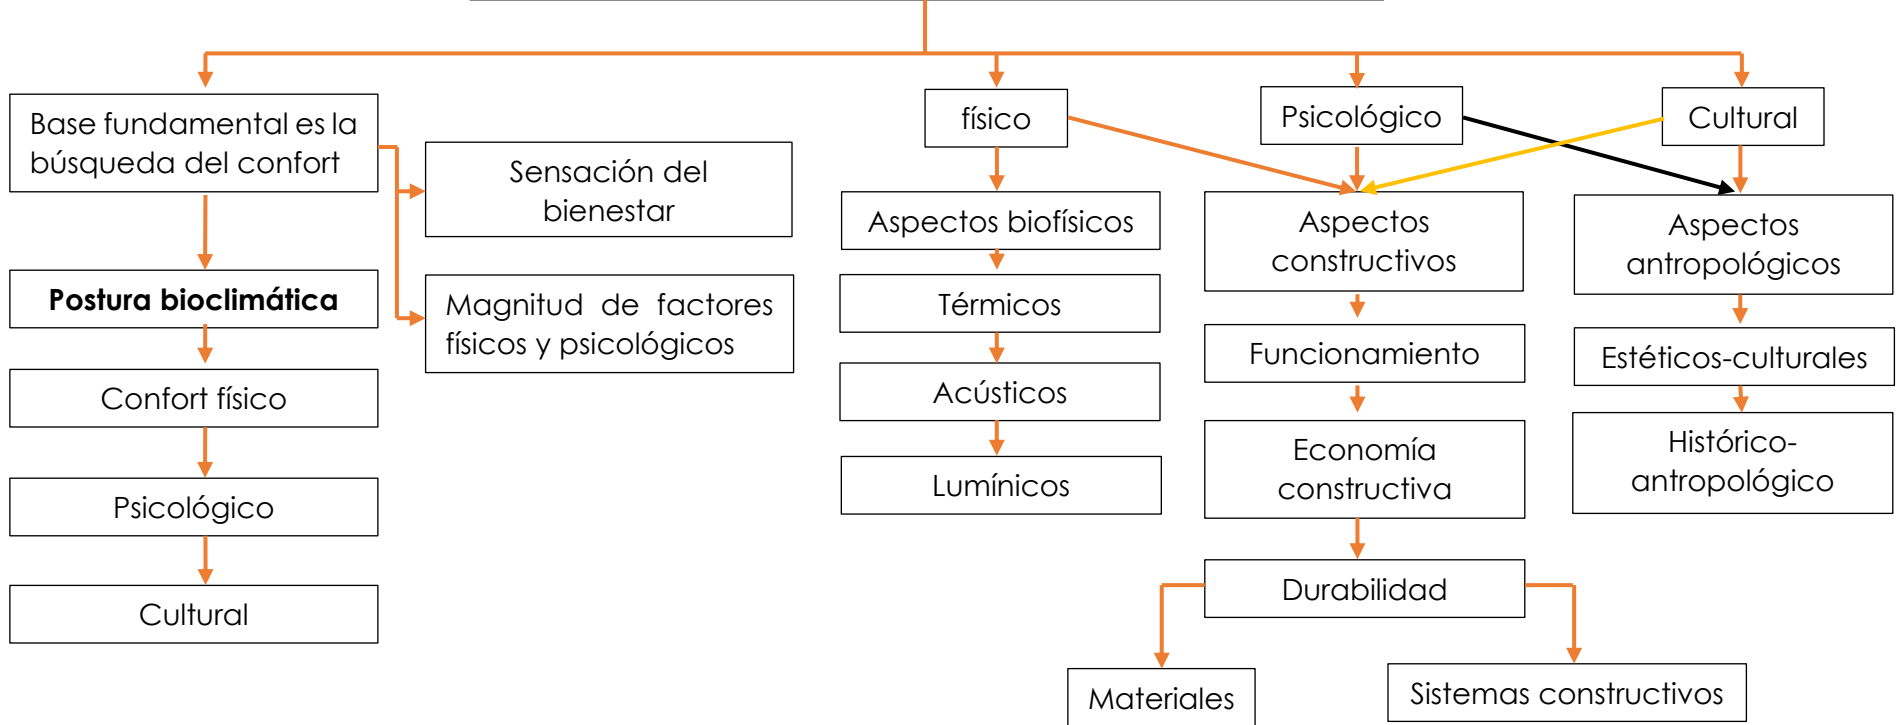 Base fundamental es la
búsqueda del confort
físico
Psicológico
Cultural
Sensación del
bienestar
Aspectos biofísicos
Aspectos
constructivos
Aspectos
antropológicos
Postura bioclimática
Magnitud de factores
físicos y psicológicos
Térmicos
Funcionamiento
Estéticos-culturales
Confort físico
Acústicos
Economía
constructiva
Histórico-
antropológico
Psicológico
Lumínicos
Cultural
Durabilidad
Materiales
Sistemas constructivos